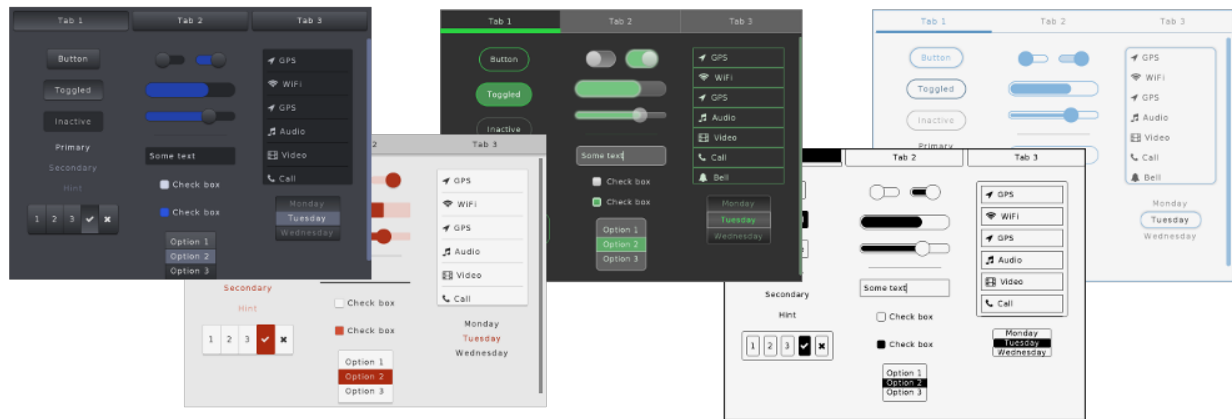 Tab 1
Tab 2
Tab 3
Button
Toggled
Inactive
Primary
Secondary
Hint
1 2 3
Some text
Check box
Check box
Option 1
Option 2
Option 3
GPS
WiFi
GPS
Audio
Video
Call
Monday
Tuesday
Wednesday
2
Tab 3
Secondary
Hint
1 2 3
Check box
Check box
Option 1
Option 2
Option 3
GPS
WiFi
GPS
Audio
Video
Call
Monday
Tuesday
Wednesday
Tab 1
Tab 2
Tab 3
Button
Toggled
Inactive
Some text
Check box
Check box
Option 1
Option 2
Option 3
GPS
WiFi
GPS
Audio
Video
Call
Bell
Monday
Tuesday
Wednesday
Tab 2
Tab 3
Secondary
Hint
1 2 3
Some text
Check box
Check box
Option 1
Option 2
Option 3
GPS
WiFi
GPS
Audio
Video
Call
Monday
Tuesday
Wednesday
Tab 1
Tab 2
Tab 3
Button
Toggled
Inactive
Primary
GPS
WiFi
GPS
Audio
Video
Call
Bell
Monday
Tuesday
Wednesday